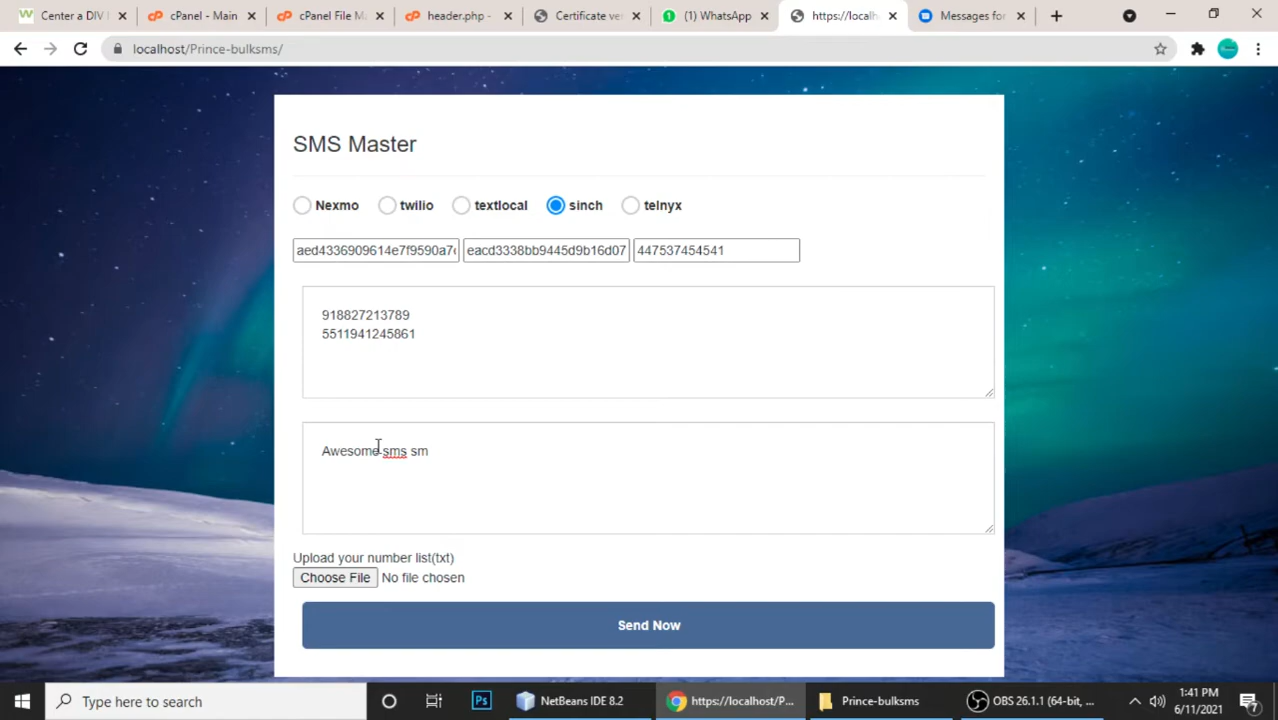 Center a DIV
cPanel - Main
cPanel File M
header.php -
Certificate ve
(1) WhatsApp
https://localh
Messages for
localhost/Prince-bulksms/
SMS Master
Nexmo twilio textlocal sinch telnyx
aed4336909614e7f9590a7 eacd3338bb9445d9b16d07 447537454541
918827213789
5511941245861
Awesome sms sm
Upload your number list(txt)
Choose File No file chosen
Send Now
Type here to search
Ps
NetBeans IDE 8.2
https://localhost/P...
Prince-bulksms
OBS 26.1.1 (64-bit, ...
1:41 PM
6/11/2021
7